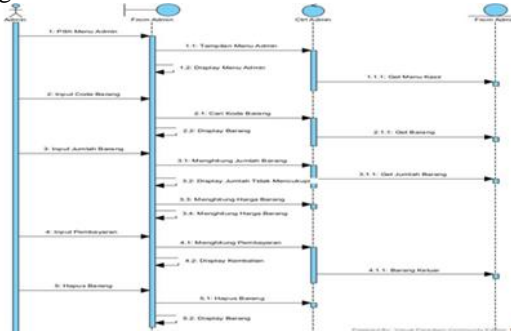 Admin
Form Admin
Ctrl Admin
From Admin
1: Pilih Menu Admin
1.1: Tampilan Menu Admin
1.2: Display Menu Admin
1.1.1: Get Menu Kasir
2: Input Code Barang
2.1: Cari Kode Barang
2.2: Display Barang
2.1.1: Get Barang
3: Input Jumlah Barang
3.1: Menghitung Jumlah Barang
3.2: Display Jumlah Tidak Mencukupi
3.1.1: Get Jumlah Barang
3.3: Menghitung Harga Barang
3.4: Menghitung Harga Barang
4: Input Pembayaran
4.1: Menghitung Pembayaran
4.2: Display Kembalian
4.1.1: Barang Keluar
5: Hapus Barang
5.1: Hapus Barang
5.2: Display Barang